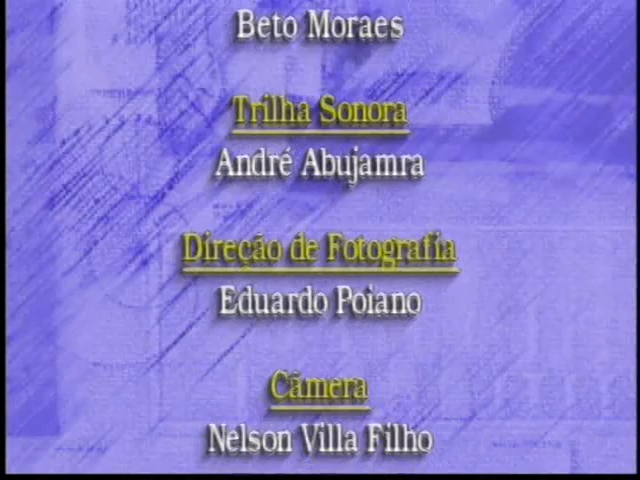 Beto Moraes
Trilha Sonora
André Abujamra
Direção de Fotografia
Eduardo Poiano
Câmera
Nelson Villa Filho